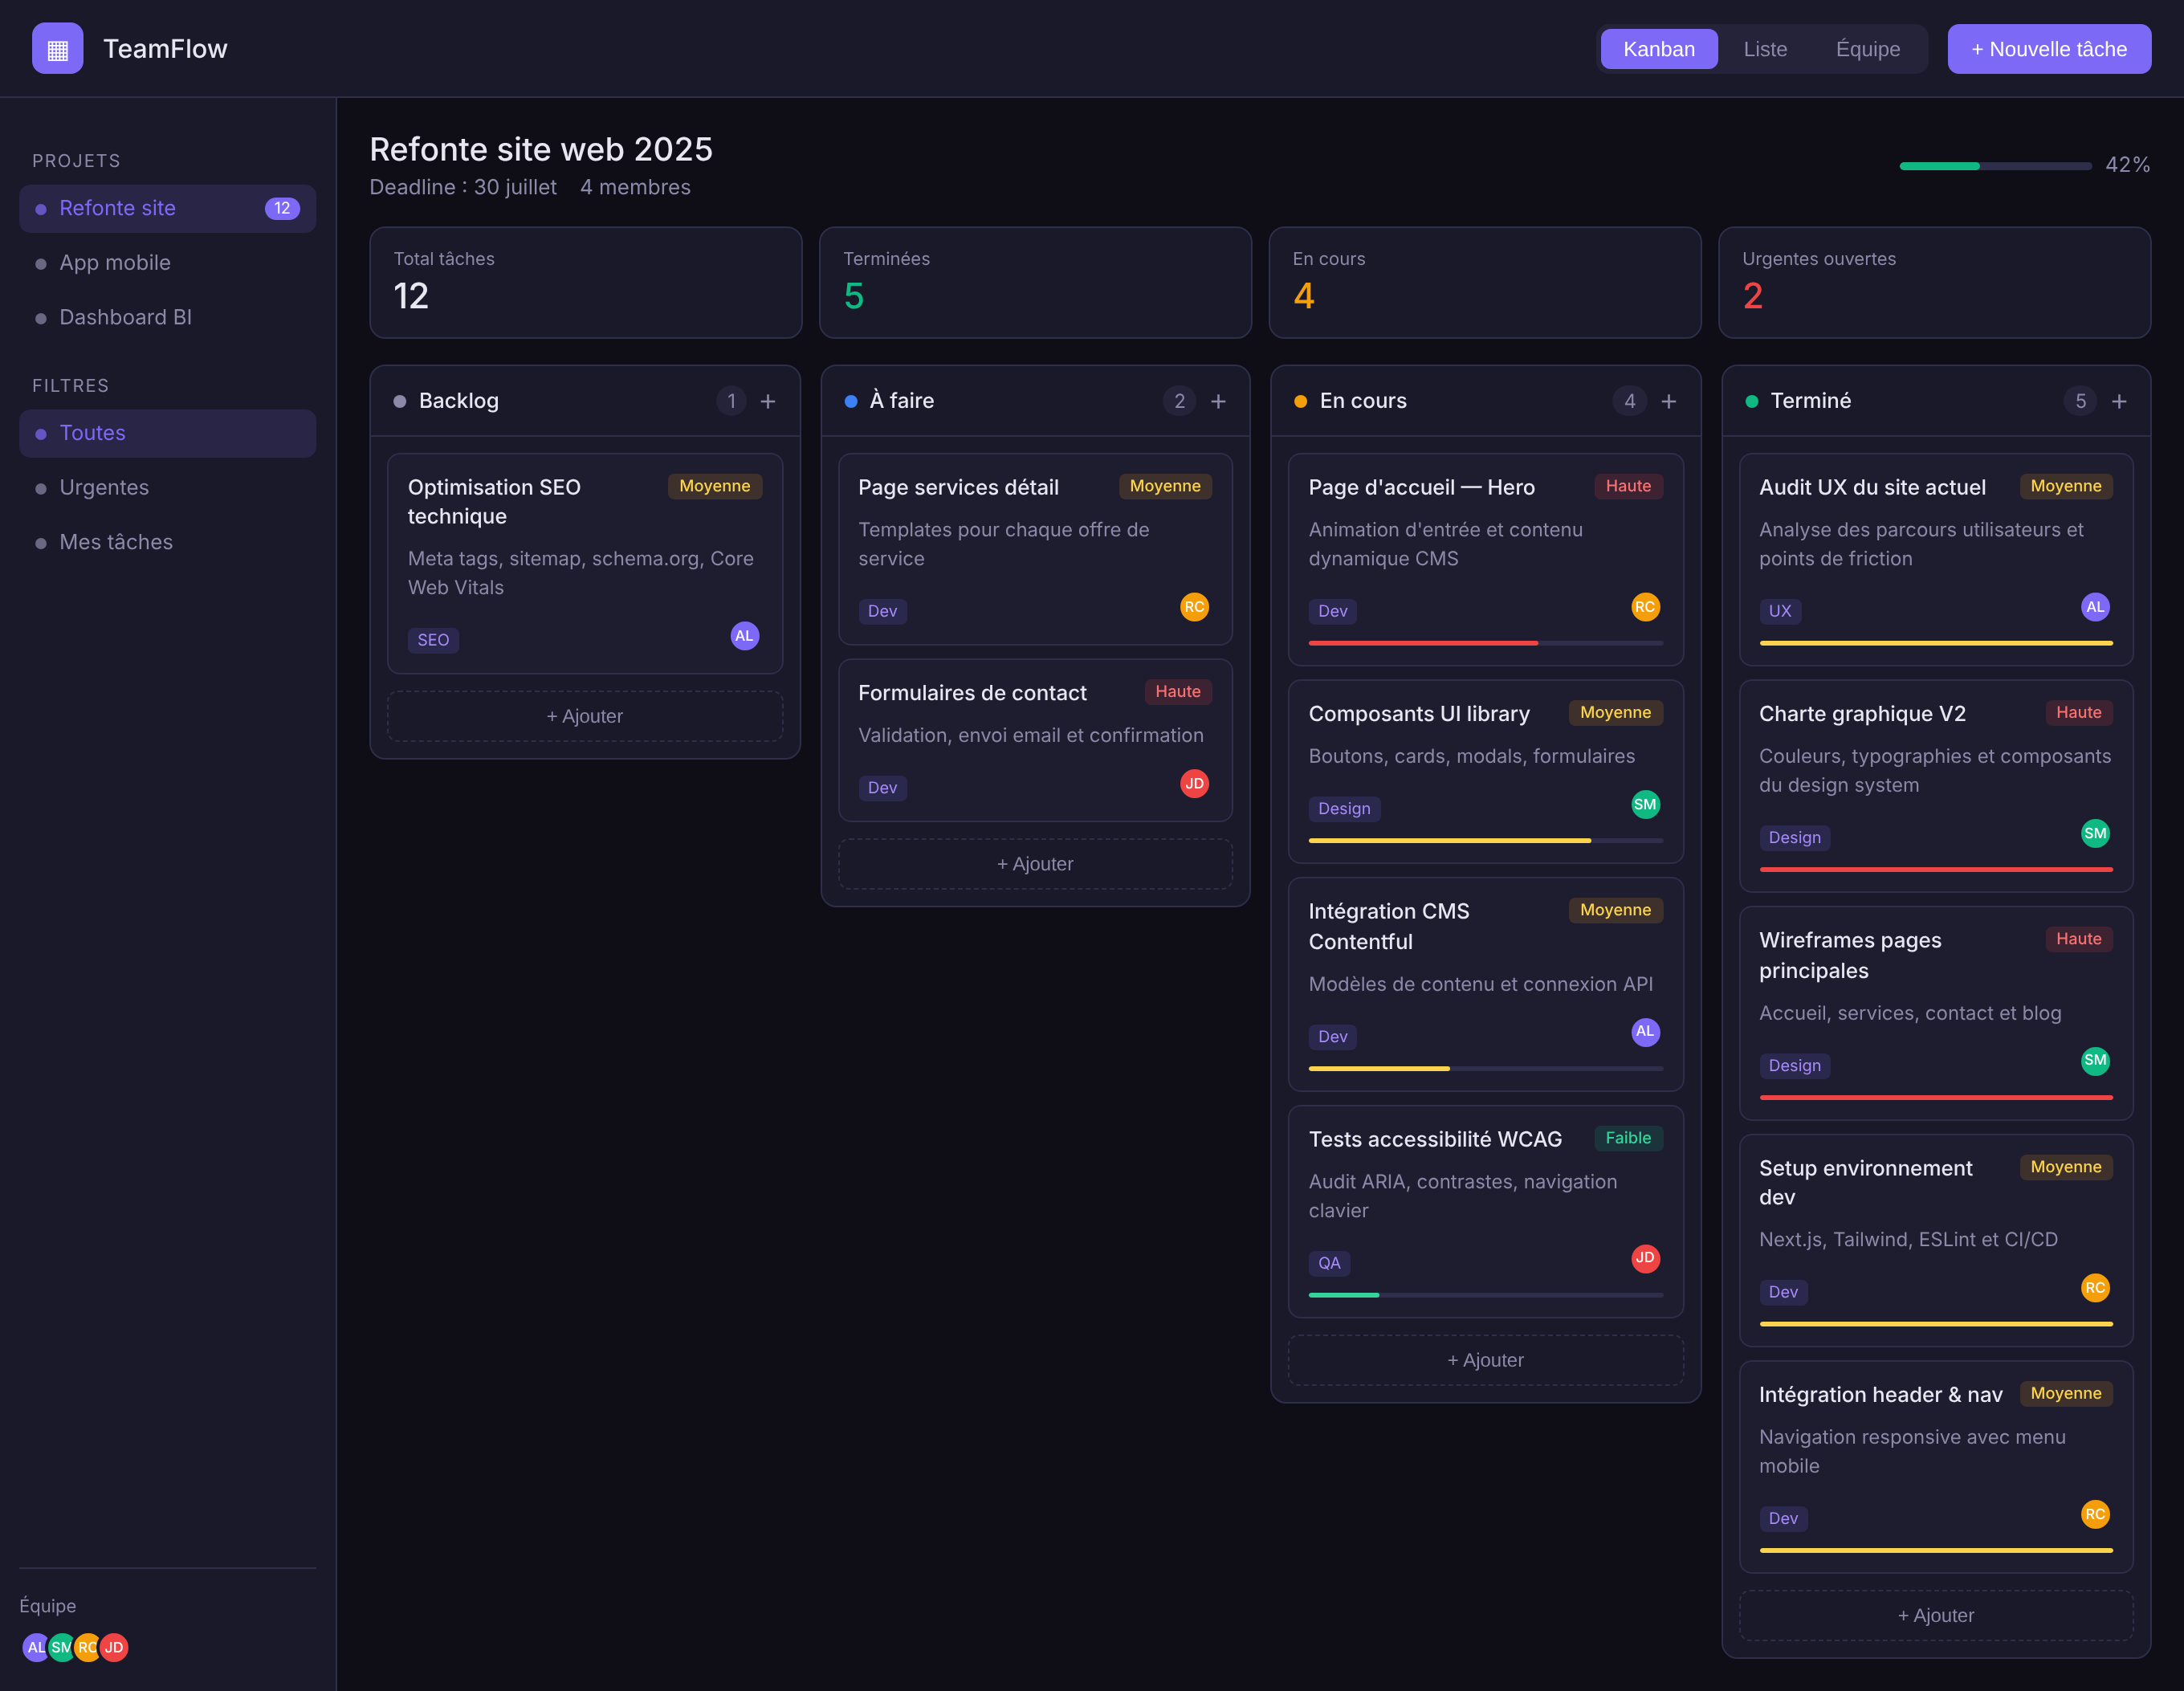 TeamFlow
Kanban
Liste
Équipe
+ Nouvelle tâche
PROJETS
Refonte site
12
App mobile
Dashboard BI
FILTRES
Toutes
Urgentes
Mes tâches
Équipe
AL
SM
RC
JD
Refonte site web 2025
Deadline : 30 juillet 4 membres
42%
Total tâches
12
Terminées
5
En cours
4
Urgentes ouvertes
2
Backlog
1
+
Optimisation SEO
technique
Moyenne
Meta tags, sitemap, schema.org, Core
Web Vitals
SEO
AL
+ Ajouter
À faire
2
+
Page services détail
Moyenne
Templates pour chaque offre de
service
Dev
RC
Formulaires de contact
Haute
Validation, envoi email et confirmation
Dev
JD
+ Ajouter
En cours
4
+
Page d'accueil — Hero
Haute
Animation d'entrée et contenu
dynamique CMS
Dev
RC
Composants UI library
Moyenne
Boutons, cards, modals, formulaires
Design
SM
Intégration CMS
Contentful
Moyenne
Modèles de contenu et connexion API
Dev
AL
Tests accessibilité WCAG
Faible
Audit ARIA, contrastes, navigation
clavier
QA
JD
+ Ajouter
Terminé
5
+
Audit UX du site actuel
Moyenne
Analyse des parcours utilisateurs et
points de friction
UX
AL
Charte graphique V2
Haute
Couleurs, typographies et composants
du design system
Design
SM
Wireframes pages
principales
Haute
Accueil, services, contact et blog
Design
SM
Setup environnement
dev
Moyenne
Next.js, Tailwind, ESLint et CI/CD
Dev
RC
Intégration header & nav
Moyenne
Navigation responsive avec menu
mobile
Dev
RC
+ Ajouter